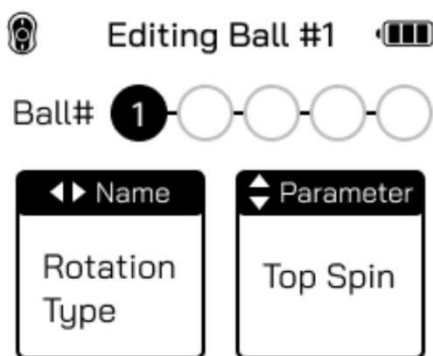 Editing Ball #1
Ball# 1
Name
Parameter
Rotation
Type
Top Spin